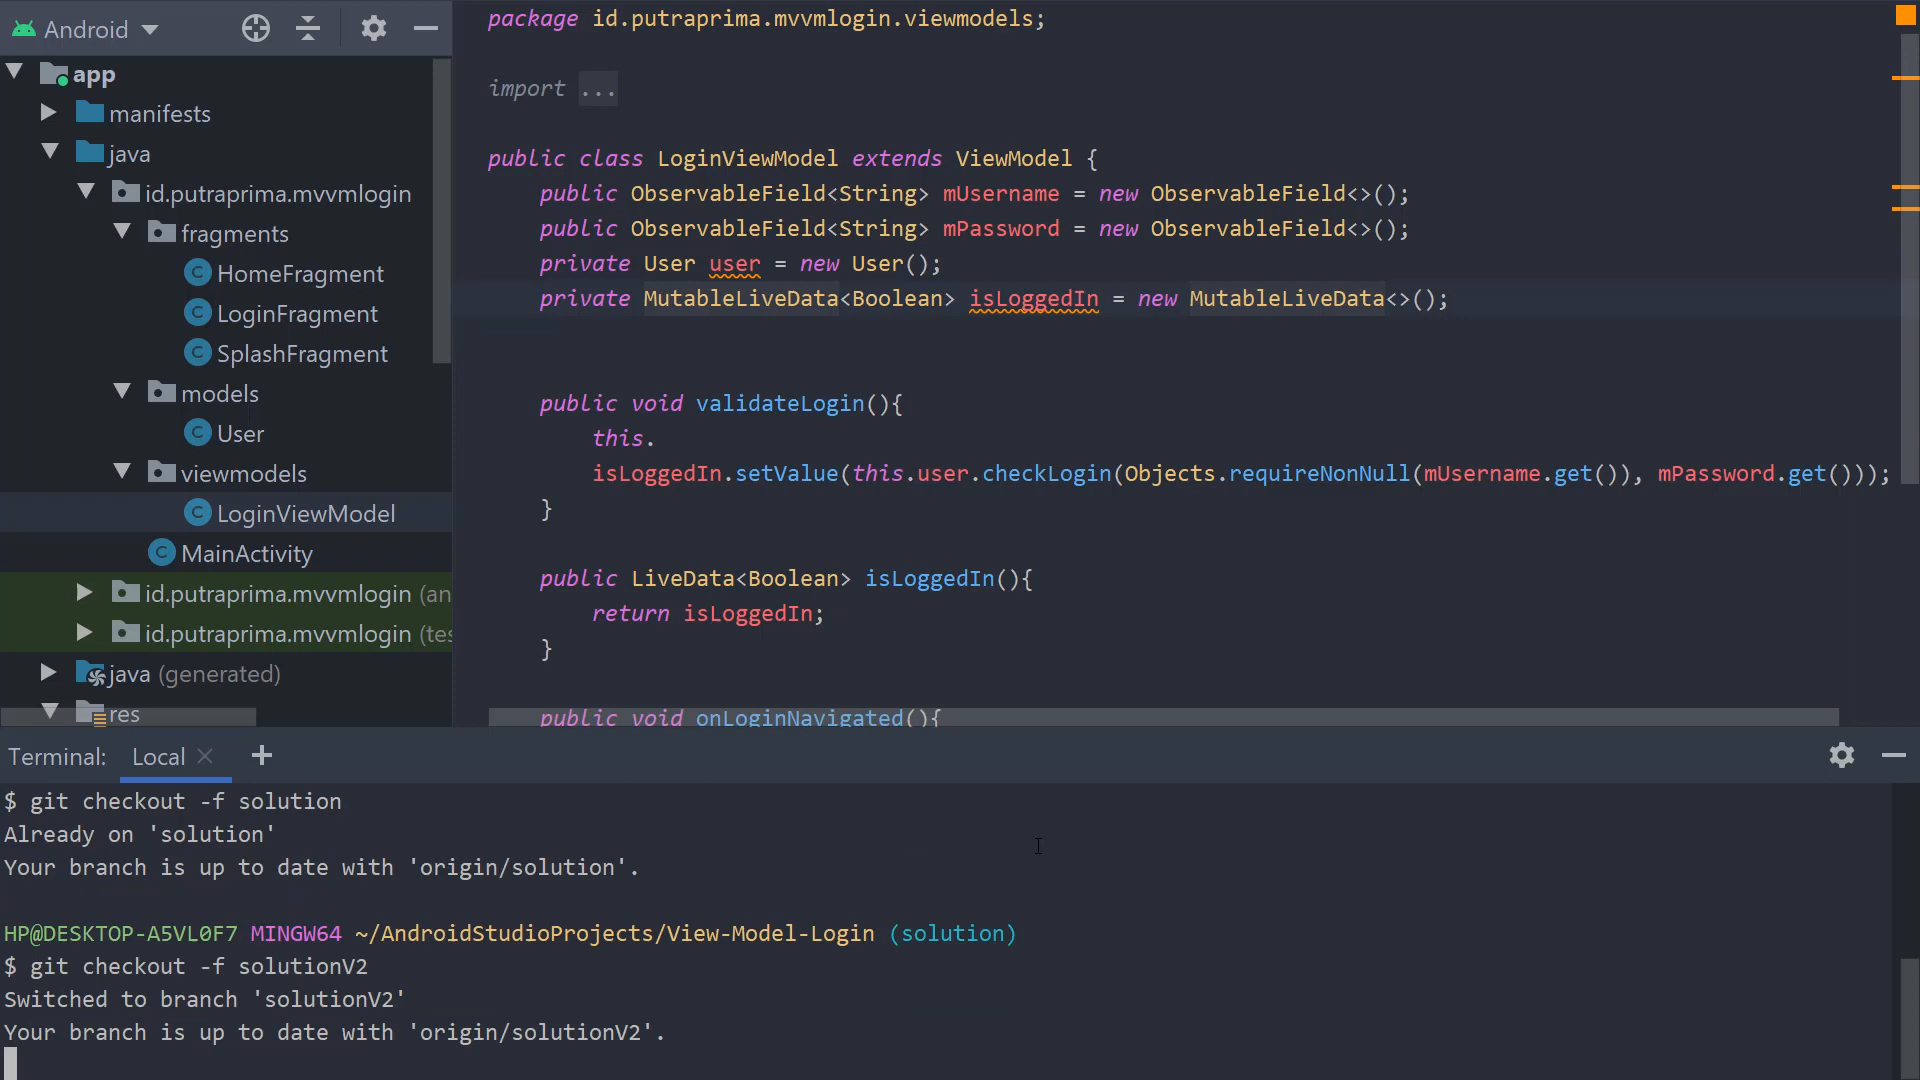 Android
app
manifests
java
id.putraprima.mvvmlogin
fragments
HomeFragment
LoginFragment
SplashFragment
models
User
viewmodels
LoginViewModel
MainActivity
id.putraprima.mvvmlogin (an
id.putraprima.mvvmlogin (tes
java (generated)
res
package id.putraprima.mvvmlogin.viewmodels;
import ...
public class LoginViewModel extends ViewModel {
public ObservableField<String> mUsername = new ObservableField<>();
public ObservableField<String> mPassword = new ObservableField<>();
private User user = new User();
private MutableLiveData<Boolean> isLoggedIn = new MutableLiveData<>();
public void validateLogin(){
this.
isLoggedIn.setValue(this.user.checkLogin(Objects.requireNonNull(mUsername.get()), mPassword.get()));
}
public LiveData<Boolean> isLoggedIn(){
return isLoggedIn;
}
public void onLoginNavigated(){
Terminal: Local
$ git checkout -f solution
Already on 'solution'
Your branch is up to date with 'origin/solution'.
HP@DESKTOP-A5VL0F7 MINGW64 ~/AndroidStudioProjects/View-Model-Login (solution)
$ git checkout -f solutionV2
Switched to branch 'solutionV2'
Your branch is up to date with 'origin/solutionV2'.